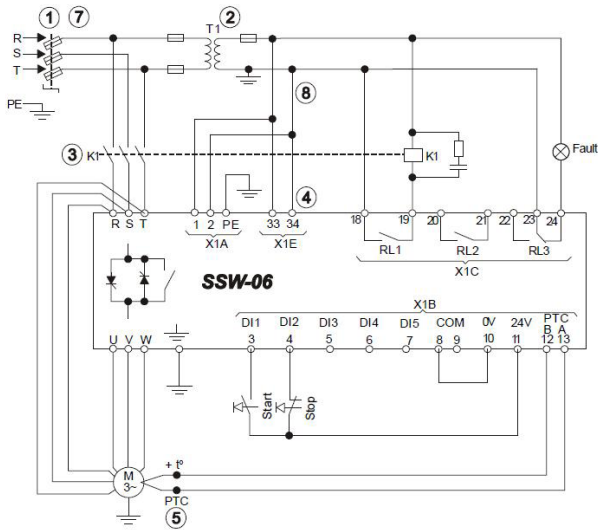 1 7 2
T1
R
S
T
8
PE
3 K1 K1 Fault
4
R S T 1 2 PE 33 34 18 19 20 21 22 23 24
X1A X1E RL1 RL2 RL3
X1C
SSW-06
X1B
DI1 DI2 DI3 DI4 DI5 COM 0V 24V PTC
B A
U V W 3 4 5 6 7 8 9 10 11 12 13
Start Stop
M
3~
+ t°
PTC
5